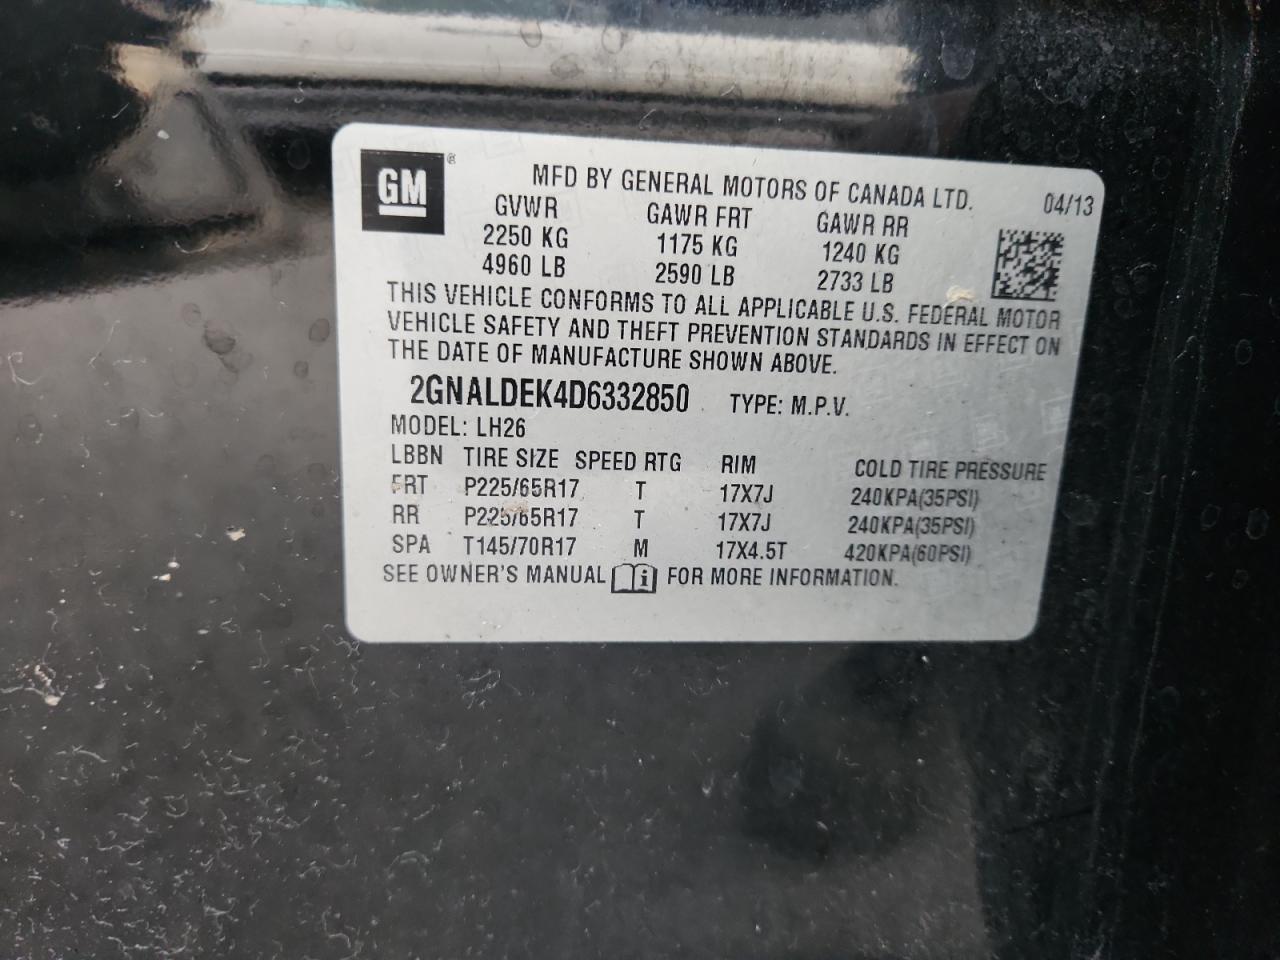 GM®
MFD BY GENERAL MOTORS OF CANADA LTD. 04/13
GVWR GAWR FRT GAWR RR
2250 KG 1175 KG 1240 KG
4960 LB 2590 LB 2733 LB
THIS VEHICLE CONFORMS TO ALL APPLICABLE U.S. FEDERAL MOTOR
VEHICLE SAFETY AND THEFT PREVENTION STANDARDS IN EFFECT ON
THE DATE OF MANUFACTURE SHOWN ABOVE.
2GNALDEK4D6332850 TYPE: M.P.V.
MODEL: LH26
LBBN TIRE SIZE SPEED RTG RIM COLD TIRE PRESSURE
FRT P225/65R17 T 17X7J 240KPA(35PSI)
RR P225/65R17 T 17X7J 240KPA(35PSI)
SPA T145/70R17 M 17X4.5T 420KPA(60PSI)
SEE OWNER'S MANUAL i FOR MORE INFORMATION.